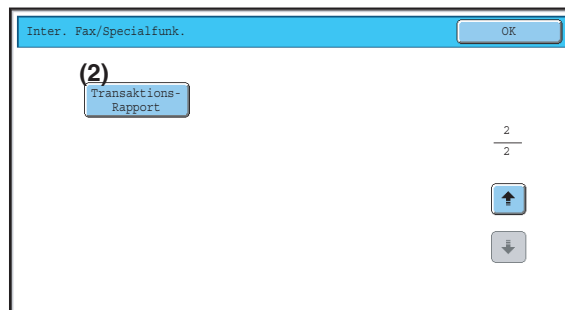 Inter. Fax/Specialfunk.
OK
(2)
Transaktions-
Rapport
2
2